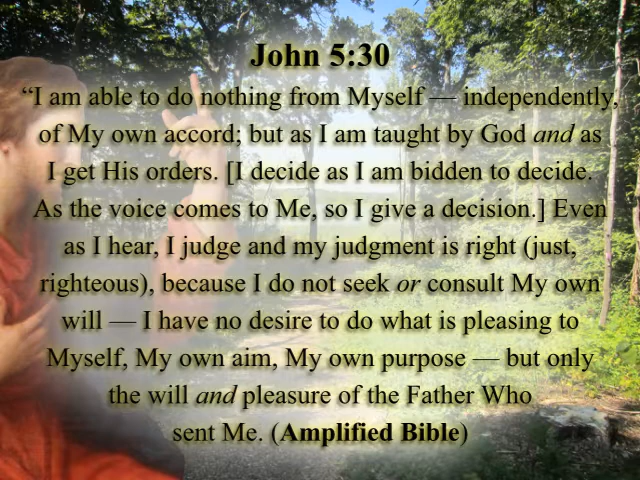 John 5:30
“I am able to do nothing from Myself — independently,
of My own accord; but as I am taught by God and as
I get His orders. [I decide as I am bidden to decide.
As the voice comes to Me, so I give a decision.] Even
as I hear, I judge and my judgment is right (just,
righteous), because I do not seek or consult My own
will — I have no desire to do what is pleasing to
Myself, My own aim, My own purpose — but only
the will and pleasure of the Father Who
sent Me. (Amplified Bible)